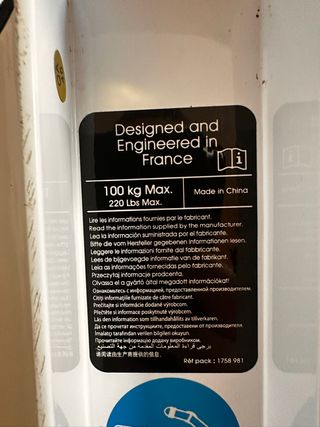 Designed and
Engineered in
France
100 kg Max.
220 Lbs Max.
Made in China
Lire les informations fournies par le fabricant.
Read the information supplied by the manufacturer.
Lea la información suministrada por el fabricante.
Bitte die vom Hersteller gegebenen informationen lesen.
Leggere le informazioni fornite dal fabbricante.
Lees de bijgevoegde informatie van de fabrikant.
Leia as informações fornecidas pelo fabricante.
Przeczytaj informacje producenta.
Olvassa el a gyártó által megadott információkat!
Ознакомьтесь с информацией, предоставленной производителем.
Citiți informațiile furnizate de către fabricant.
Prečítajte si informácie dodané výrobcom.
Přečtěte si informace poskytnuté výrobcem.
Läs den information som tillhandahållits av tillverkaren.
Да се прочетат инструкциите, предоставени от производителя.
İmalatçı tarafından verilen bilgileri okuyun.
Прочитайте інформацію додану виробником.
يرجى قراءة المعلومات المقدمة من جهة التصنيع.
请阅读由生产商提供的信息.
Réf pack : 1758 981